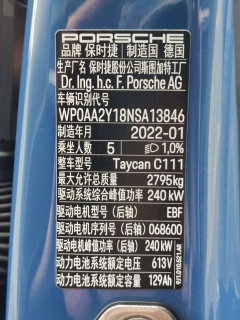 PORSCHE
品牌 保时捷 制造国 德国
生产厂名 保时捷股份公司斯图加特工厂
Dr. Ing. h.c. F. Porsche AG
车辆识别代号
WP0AA2Y18NSA13846
制造年月 2022-01
乘坐人数 5 1,0%
整车型号 Taycan C111
最大允许总质量 2795kg
驱动系统综合峰值功率 240 kW
驱动电机型号（后轴） EBF
驱动电机序号（后轴） 068600
驱动电机峰值功率（后轴） 240 kW
动力电池系统额定电压 613V
动力电池系统额定容量 129Ah